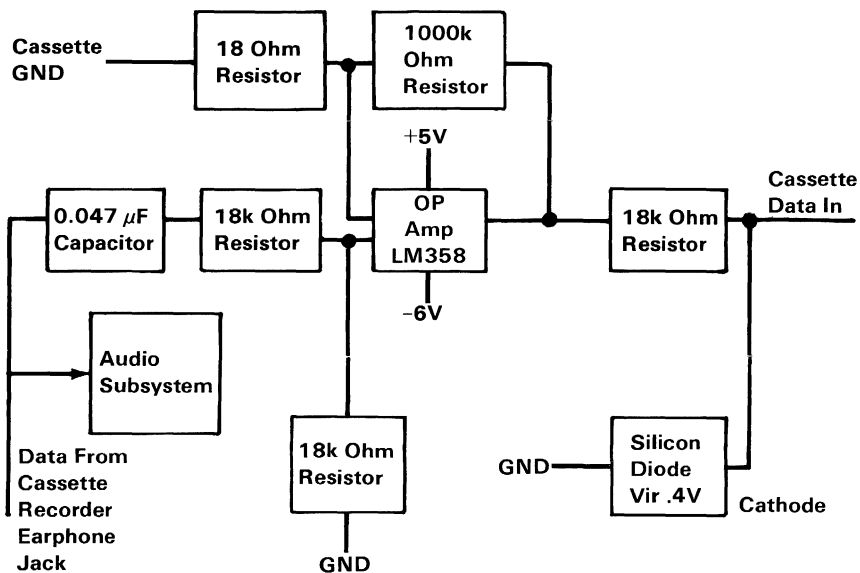 Cassette
GND
18 Ohm
Resistor
1000k
Ohm
Resistor
+5V
0.047 μF
Capacitor
18k Ohm
Resistor
OP
Amp
LM358
-6V
18k Ohm
Resistor
Cassette
Data In
Audio
Subsystem
Data From
Cassette
Recorder
Earphone
Jack
18k Ohm
Resistor
GND
GND
Silicon
Diode
Vir .4V
Cathode